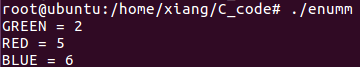 root@ubuntu:/home/xiang/C_code# ./enumm
GREEN = 2
RED = 5
BLUE = 6